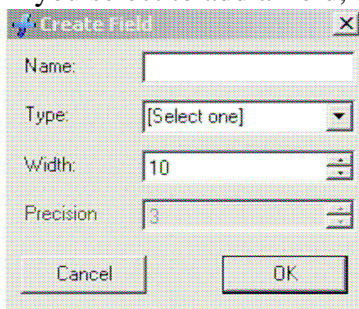 Create Field
Name:
Type: [Select one]
Width: 10
Precision 3
Cancel OK